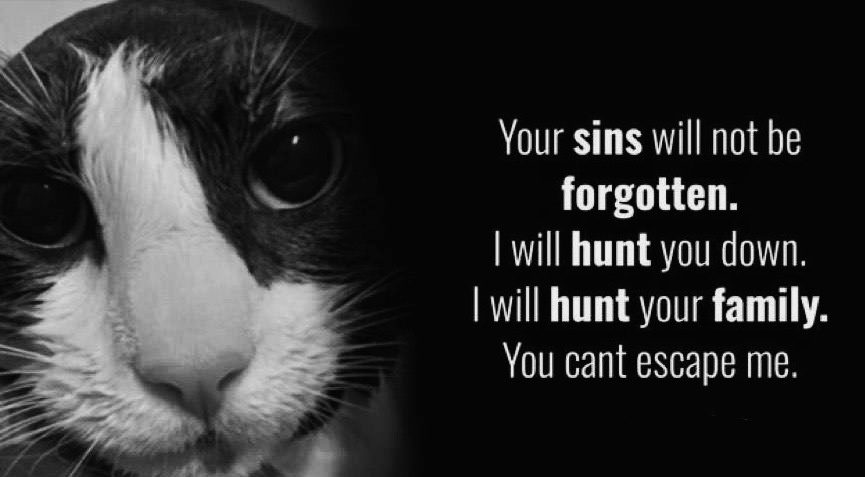 Your sins will not be
forgotten.
I will hunt you down.
I will hunt your family.
You cant escape me.